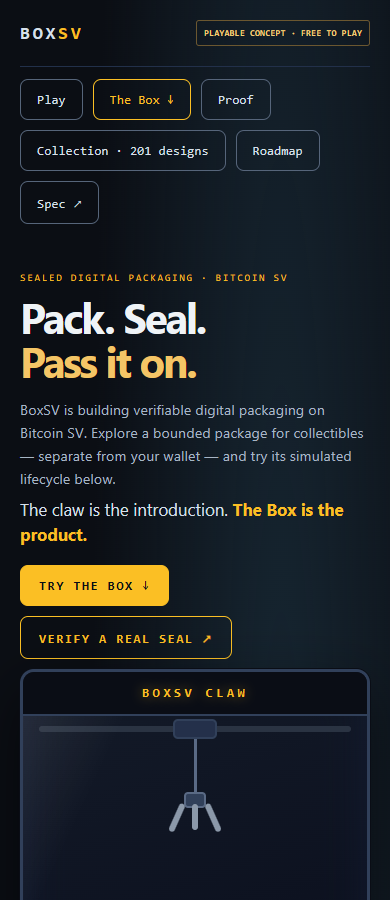 BOXSV
PLAYABLE CONCEPT · FREE TO PLAY
Play
The Box ↓
Proof
Collection · 201 designs
Roadmap
Spec ↗
SEALED DIGITAL PACKAGING · BITCOIN SV
Pack. Seal.
Pass it on.
BoxSV is building verifiable digital packaging on
Bitcoin SV. Explore a bounded package for collectibles
— separate from your wallet — and try its simulated
lifecycle below.
The claw is the introduction. The Box is the
product.
TRY THE BOX ↓
VERIFY A REAL SEAL ↗
BOXSV CLAW